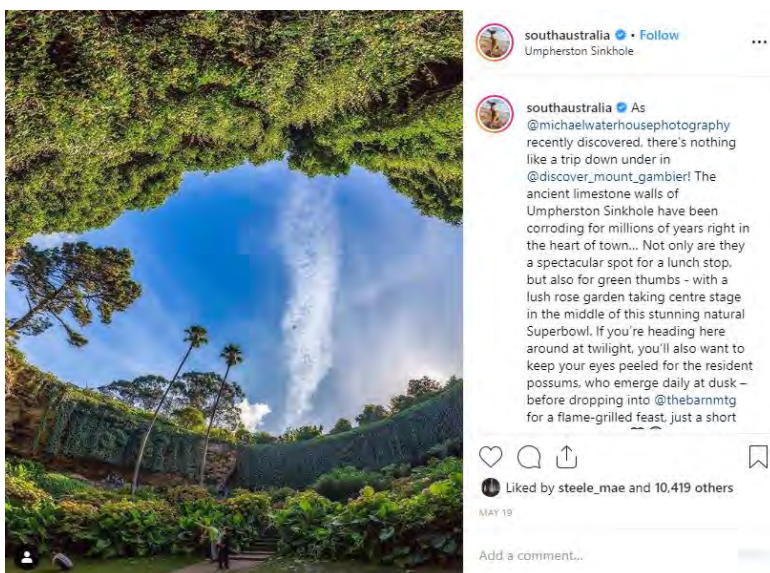 southaustralia • Follow
Umpherston Sinkhole
southaustralia As
@michaelwaterhousephotography
recently discovered, there's nothing
like a trip down under in
@discover_mount_gambier! The
ancient limestone walls of
Umpherston Sinkhole have been
corroding for millions of years right in
the heart of town... Not only are they
a spectacular spot for a lunch stop,
but also for green thumbs - with a
lush rose garden taking centre stage
in the middle of this stunning natural
Superbowl. If you're heading here
around at twilight, you'll also want to
keep your eyes peeled for the resident
possums, who emerge daily at dusk –
before dropping into @thebarnmtg
for a flame-grilled feast, just a short
Liked by steele_mae and 10,419 others
MAY 19
Add a comment...